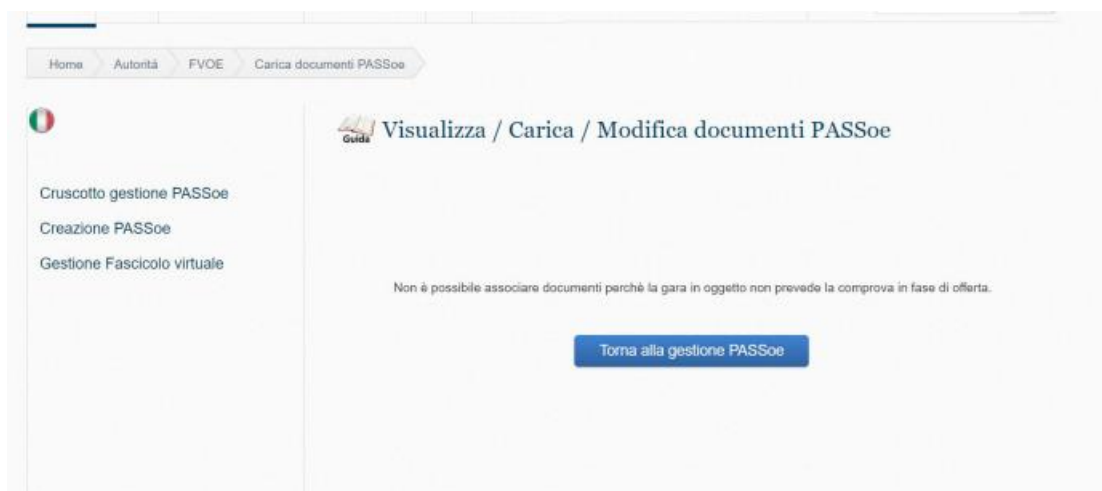 Home Autorità FVOE Carica documenti PASSoe
Guida Visualizza / Carica / Modifica documenti PASSoe
Cruscotto gestione PASSoe
Creazione PASSoe
Gestione Fascicolo virtuale
Non è possibile associare documenti perchè la gara in oggetto non prevede la comprova in fase di offerta.
Torna alla gestione PASSoe